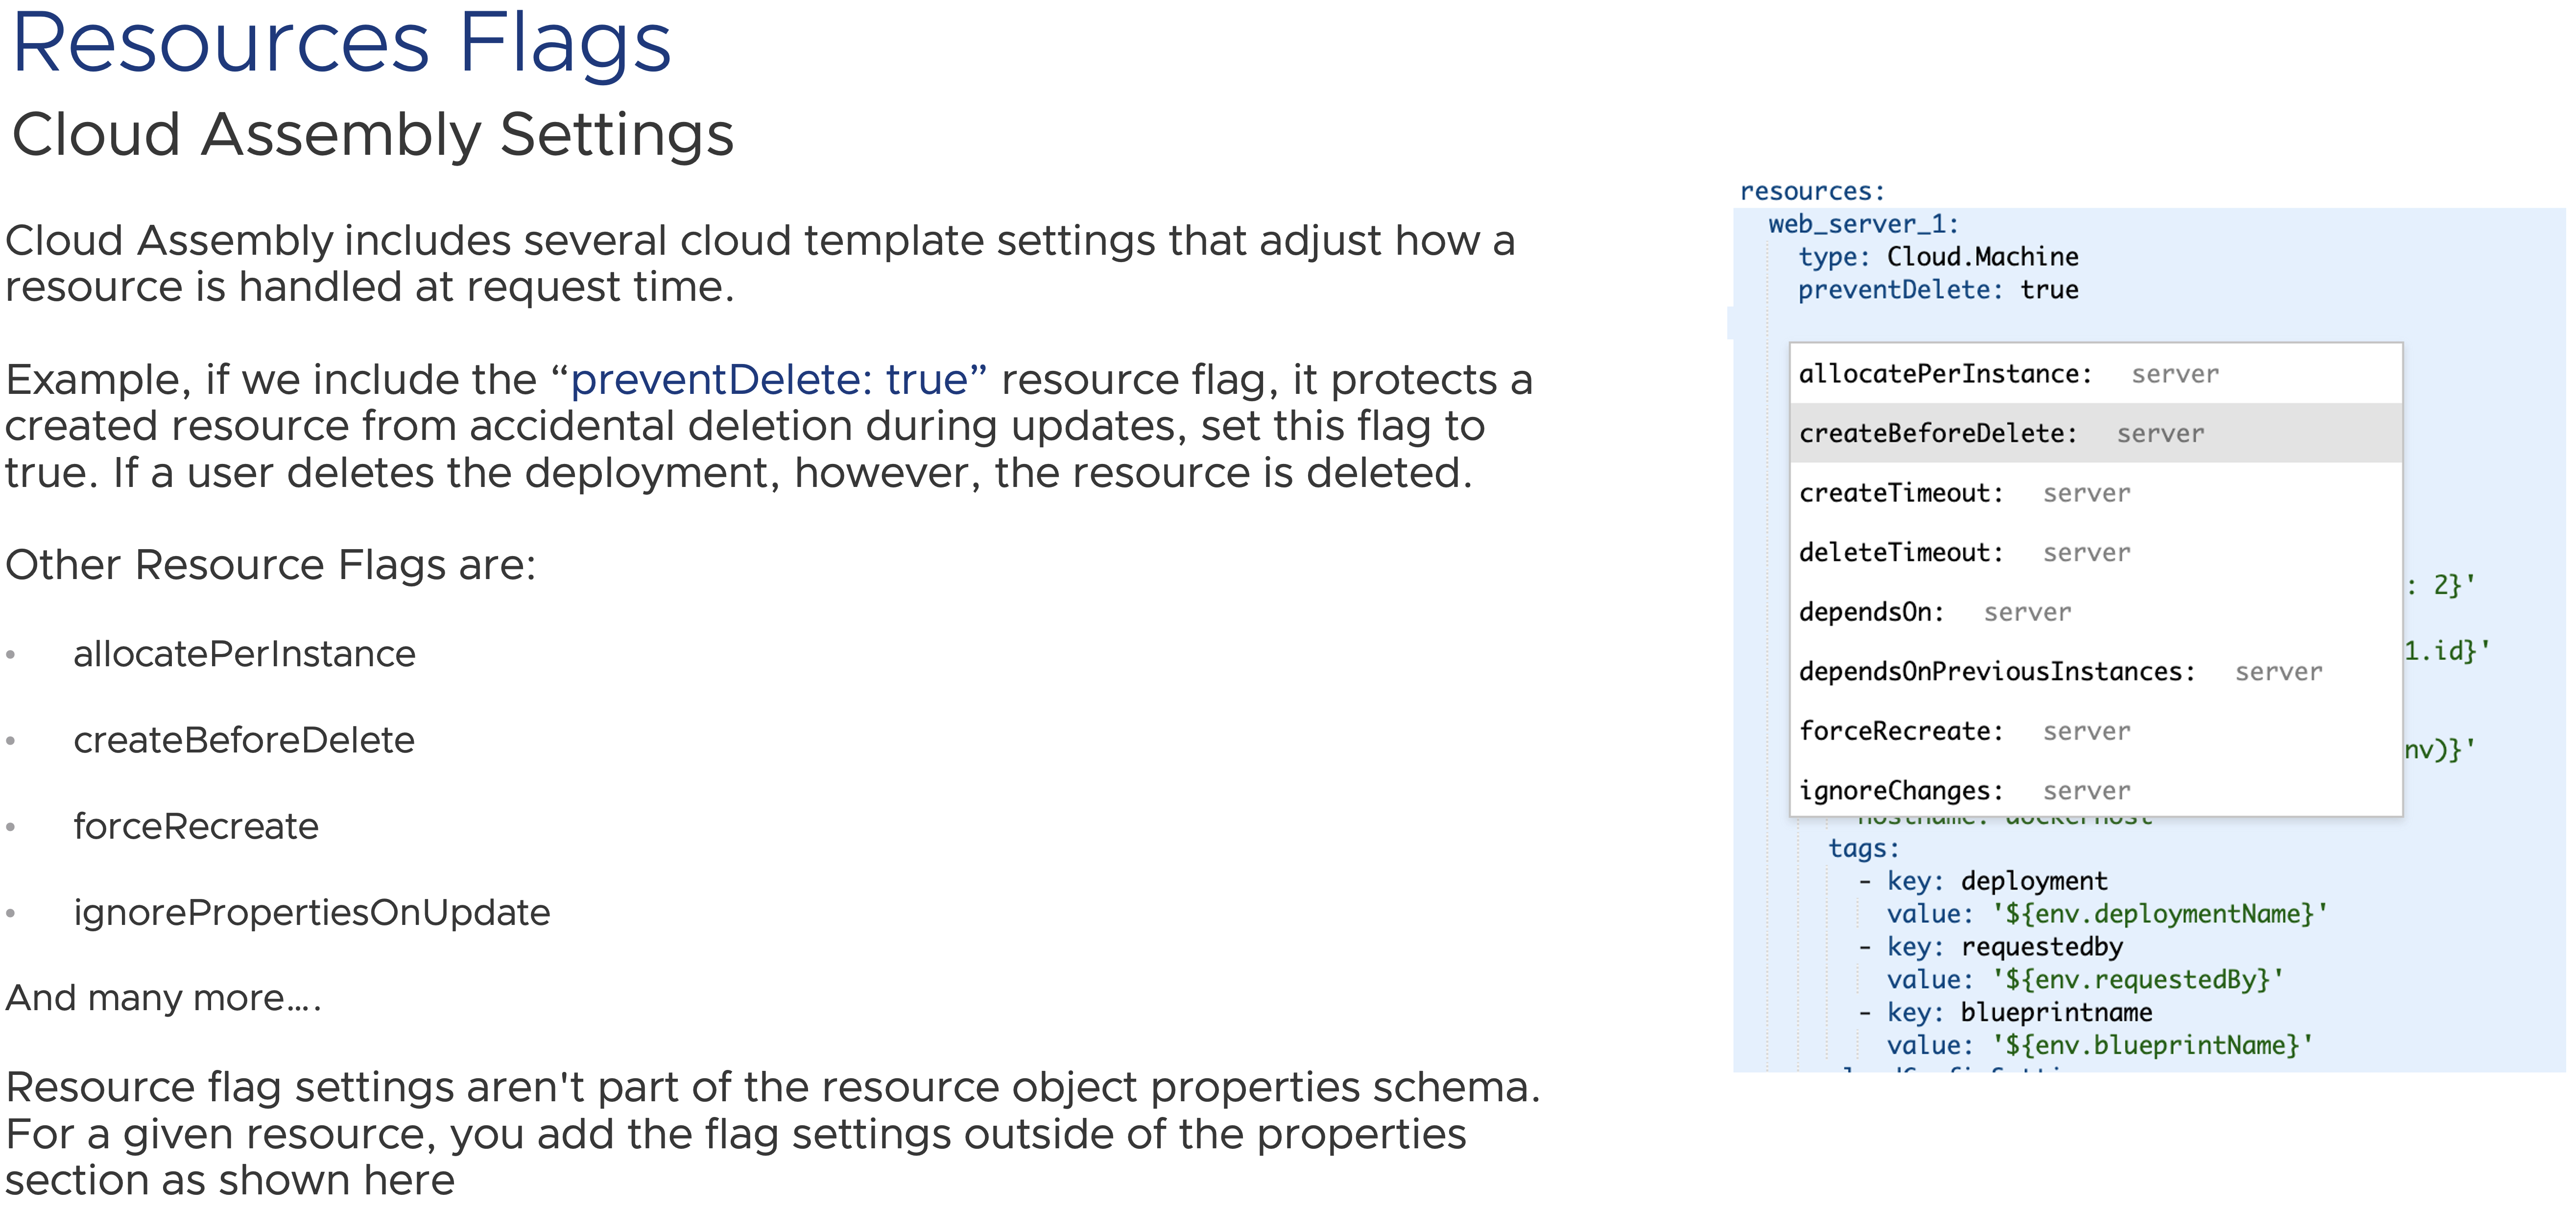 Resources Flags
Cloud Assembly Settings
Cloud Assembly includes several cloud template settings that adjust how a
resource is handled at request time.
Example, if we include the “preventDelete: true” resource flag, it protects a
created resource from accidental deletion during updates, set this flag to
true. If a user deletes the deployment, however, the resource is deleted.
Other Resource Flags are:
• allocatePerInstance
• createBeforeDelete
• forceRecreate
• ignorePropertiesOnUpdate
And many more….
Resource flag settings aren't part of the resource object properties schema.
For a given resource, you add the flag settings outside of the properties
section as shown here
resources:
web_server_1:
type: Cloud.Machine
preventDelete: true
allocatePerInstance: server
createBeforeDelete: server
createTimeout: server
deleteTimeout: server
: 2}'
dependsOn: server
1.id}'
dependsOnPreviousInstances: server
forceRecreate: server
nv)}'
ignoreChanges: server
tags:
- key: deployment
value: '${env.deploymentName}'
- key: requestedby
value: '${env.requestedBy}'
- key: blueprintname
value: '${env.blueprintName}'